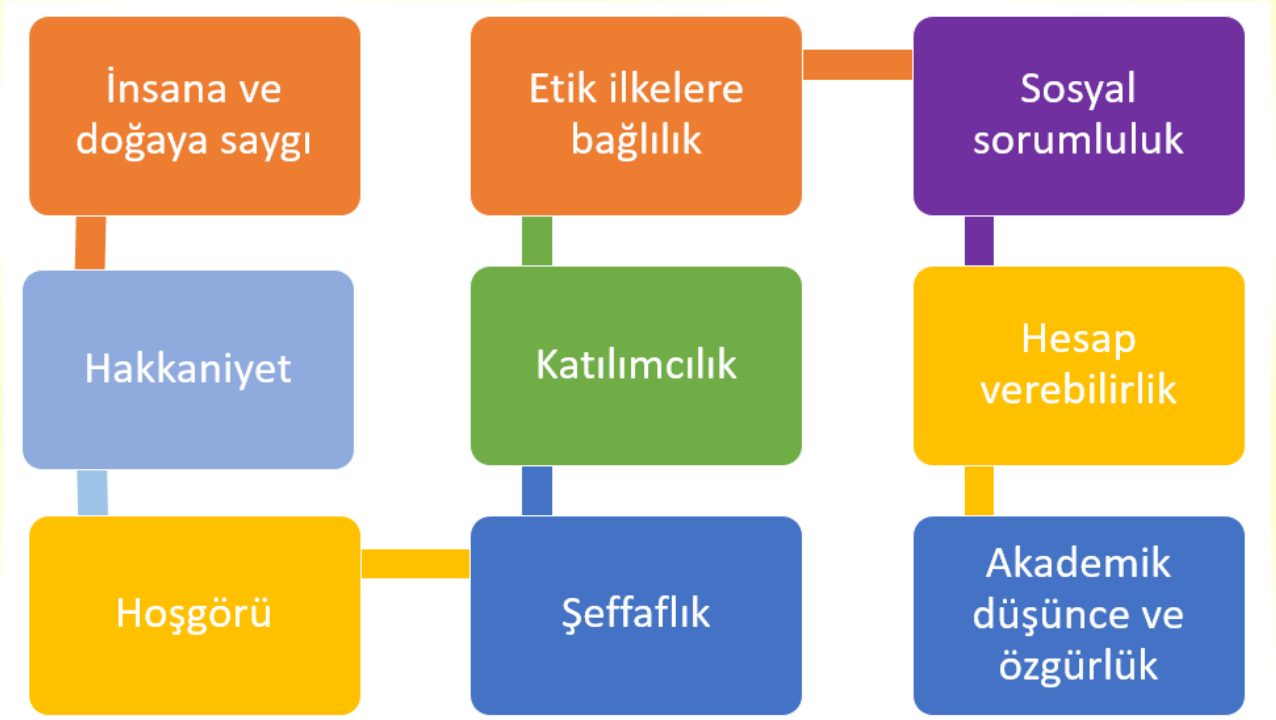 İnsana ve
doğaya saygı
Hakkaniyet
Hoşgörü
Şeffaflık
Katılımcılık
Etik ilkelere
bağlılık
Sosyal
sorumluluk
Hesap
verebilirlik
Akademik
düşünce ve
özgürlük